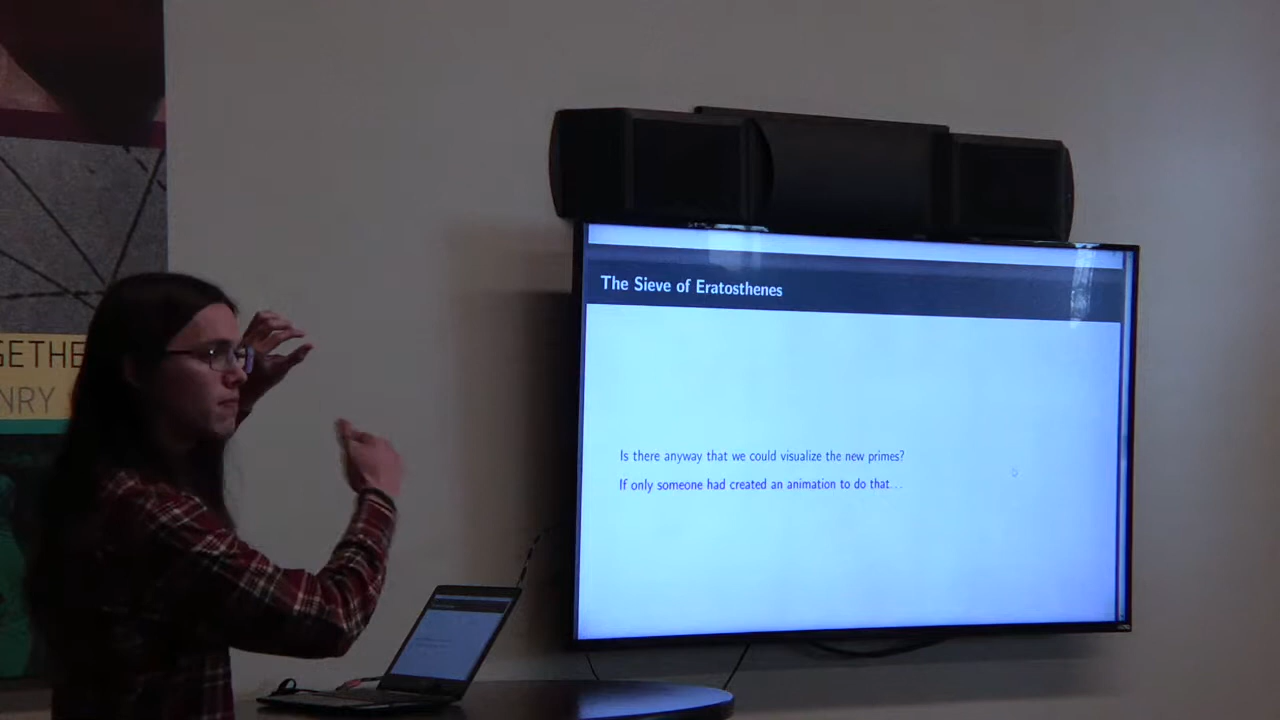 GETHE
NRY
The Sieve of Eratosthenes
Is there anyway that we could visualize the new primes?
If only someone had created an animation to do that...